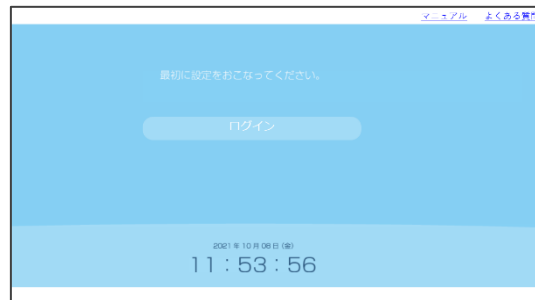 マニュアル よくある質問
最初に設定をおこなってください。
ログイン
2021年10月08日(金)
11:53:56